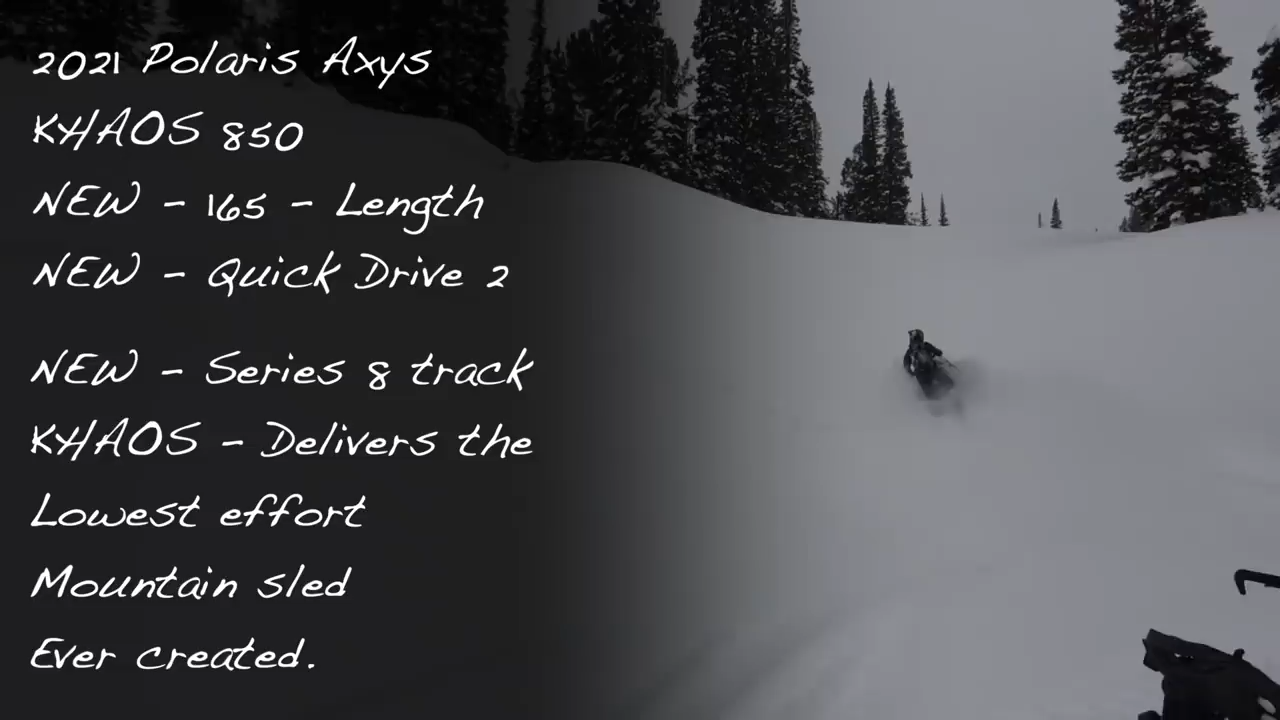 2021 Polaris Axys
KHAOS 850
NEW - 165 - Length
NEW - Quick Drive 2
NEW - Series 8 track
KHAOS - Delivers the
Lowest effort
Mountain sled
Ever created.